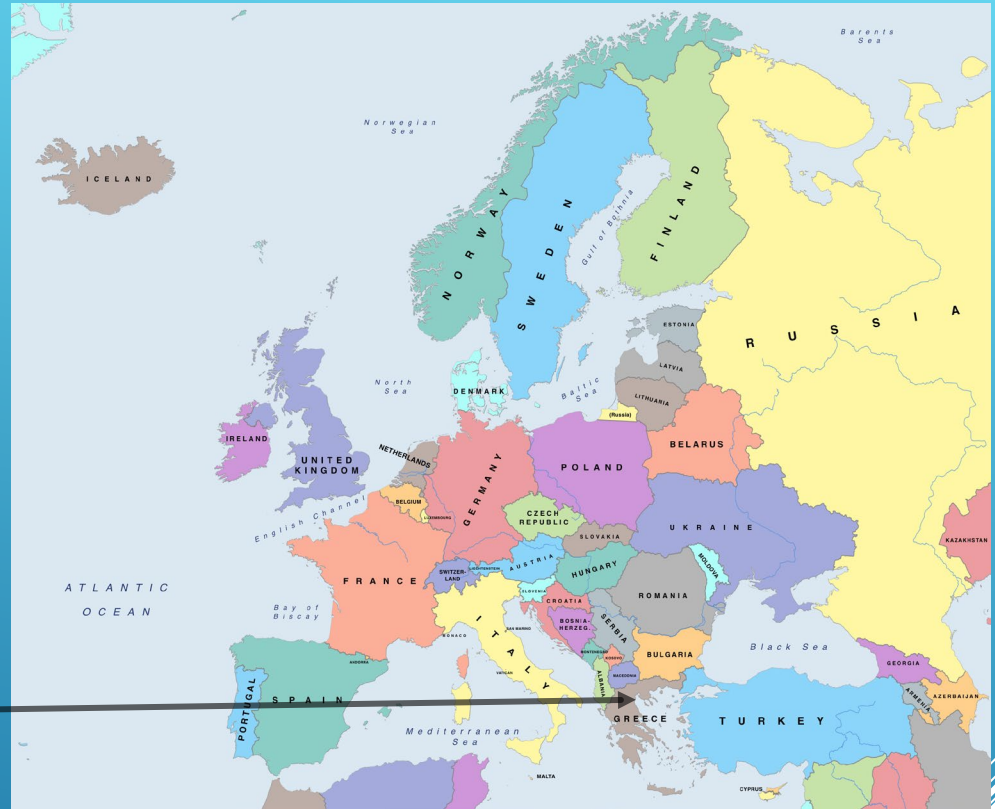 Barents
Sea
Norwegian
Sea
ICELAND
NORWAY
SWEDEN
FINLAND
Gulf of Bothnia
RUSSIA
ESTONIA
LATVIA
LITHUANIA
(Russia)
North
Sea
DENMARK
Baltic
Sea
IRELAND
UNITED
KINGDOM
NETHERLANDS
BELGIUM
LUXEMBOURG
GERMANY
POLAND
BELARUS
English Channel
CZECH
REPUBLIC
SLOVAKIA
UKRAINE
KAZAKHSTAN
ATLANTIC
OCEAN
Bay of
Biscay
FRANCE
SWITZER-
LAND
LIECHTENSTEIN
AUSTRIA
HUNGARY
MOLDOVA
SLOVENIA
CROATIA
ROMANIA
BOSNIA-
HERZEG.
SERBIA
MONACO
SAN MARINO
ITALY
VATICAN
MONTENEGRO
KOSOVO
BULGARIA
Black Sea
GEORGIA
ANDORRA
PORTUGAL
SPAIN
ALBANIA
MACEDONIA
GREECE
TURKEY
ARMENIA
AZERBAIJAN
Mediterranean
Sea
MALTA
CYPRUS